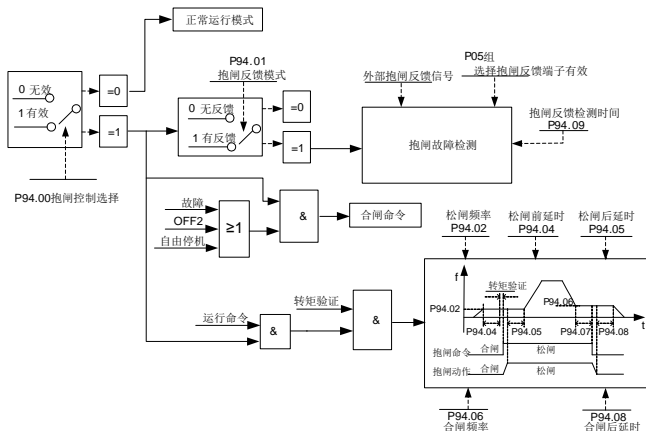 正常运行模式
P94.01
抱闸反馈模式
外部抱闸反馈信号
P05组
选择抱闸反馈端子有效
0 无效
1 有效
=0
=1
0 无反馈
1 有反馈
=0
=1
抱闸故障检测
抱闸反馈检测时间
P94.09
P94.00抱闸控制选择
故障
OFF2
自由停机
≥1
&
合闸命令
松闸频率
P94.02
松闸前延时
P94.04
松闸后延时
P94.05
运行命令
&
转矩验证
&
f
转矩验证
P94.02
P94.06
P94.04
P94.05
P94.07
P94.08
t
抱闸命令
合闸
松闸
抱闸动作
合闸
松闸
P94.06
合闸频率
P94.08
合闸后延时